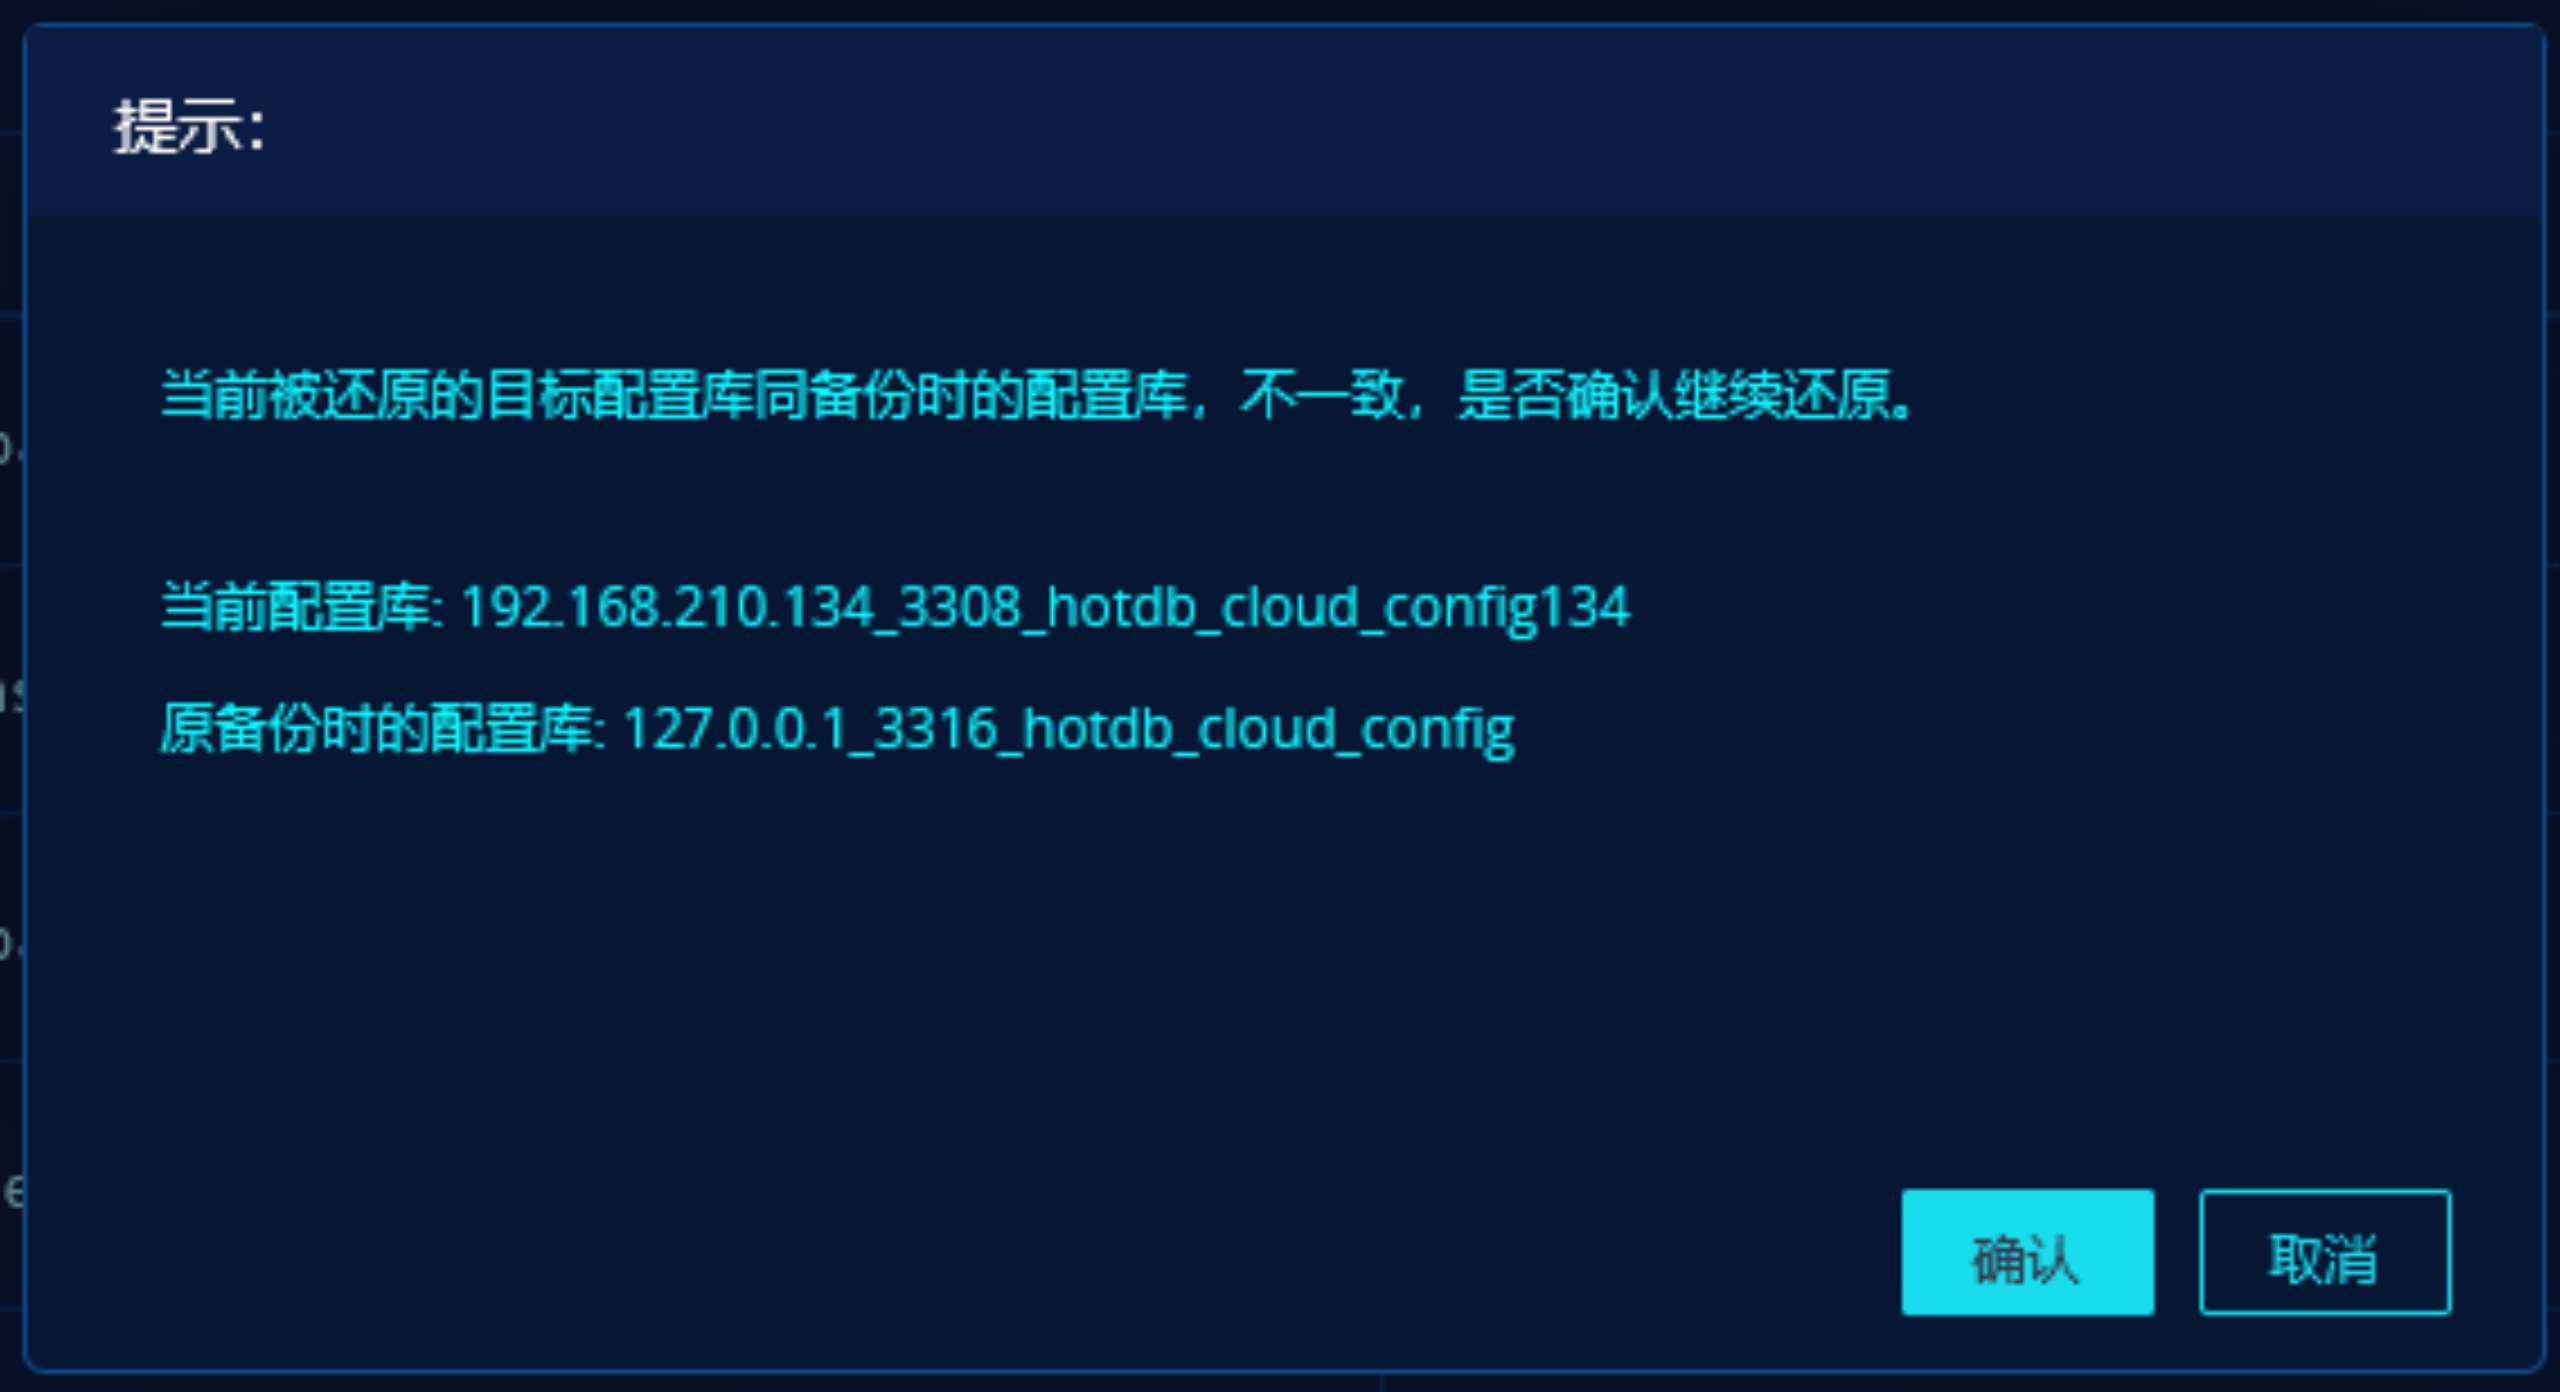 提示：
当前被还原的目标配置库同备份时的配置库，不一致，是否确认继续还原。
当前配置库: 192.168.210.134_3308_hotdb_cloud_config134
原备份时的配置库: 127.0.0.1_3316_hotdb_cloud_config
确认 取消